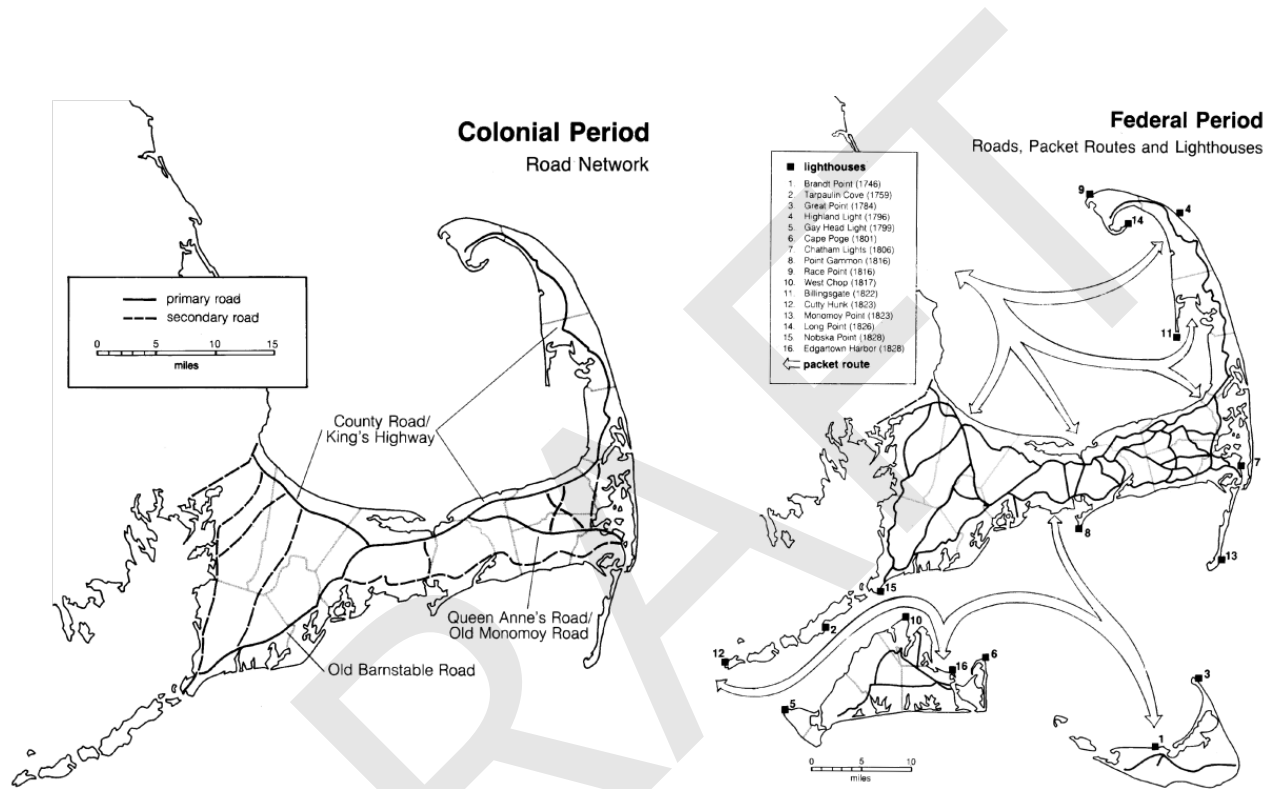 Colonial Period
Road Network
primary road
secondary road
0 5 10 15
miles
County Road/
King's Highway
Queen Anne's Road/
Old Monomoy Road
Old Barnstable Road
Federal Period
Roads, Packet Routes and Lighthouses
lighthouses
1. Brandt Point (1746)
2. Tarpaulin Cove (1759)
3. Great Point (1784)
4. Highland Light (1796)
5. Gay Head Light (1799)
6. Cape Poge (1801)
7. Chatham Lights (1806)
8. Point Gammon (1816)
9. Race Point (1816)
10. West Chop (1817)
11. Billingsgate (1822)
12. Cutty Hunk (1823)
13. Monomoy Point (1823)
14. Long Point (1826)
15. Nobska Point (1828)
16. Edgartown Harbor (1828)
packet route
9
4
14
11
7
8
13
15
10
2
12
16
6
5
3
1
0 5 10
miles
DRAFT